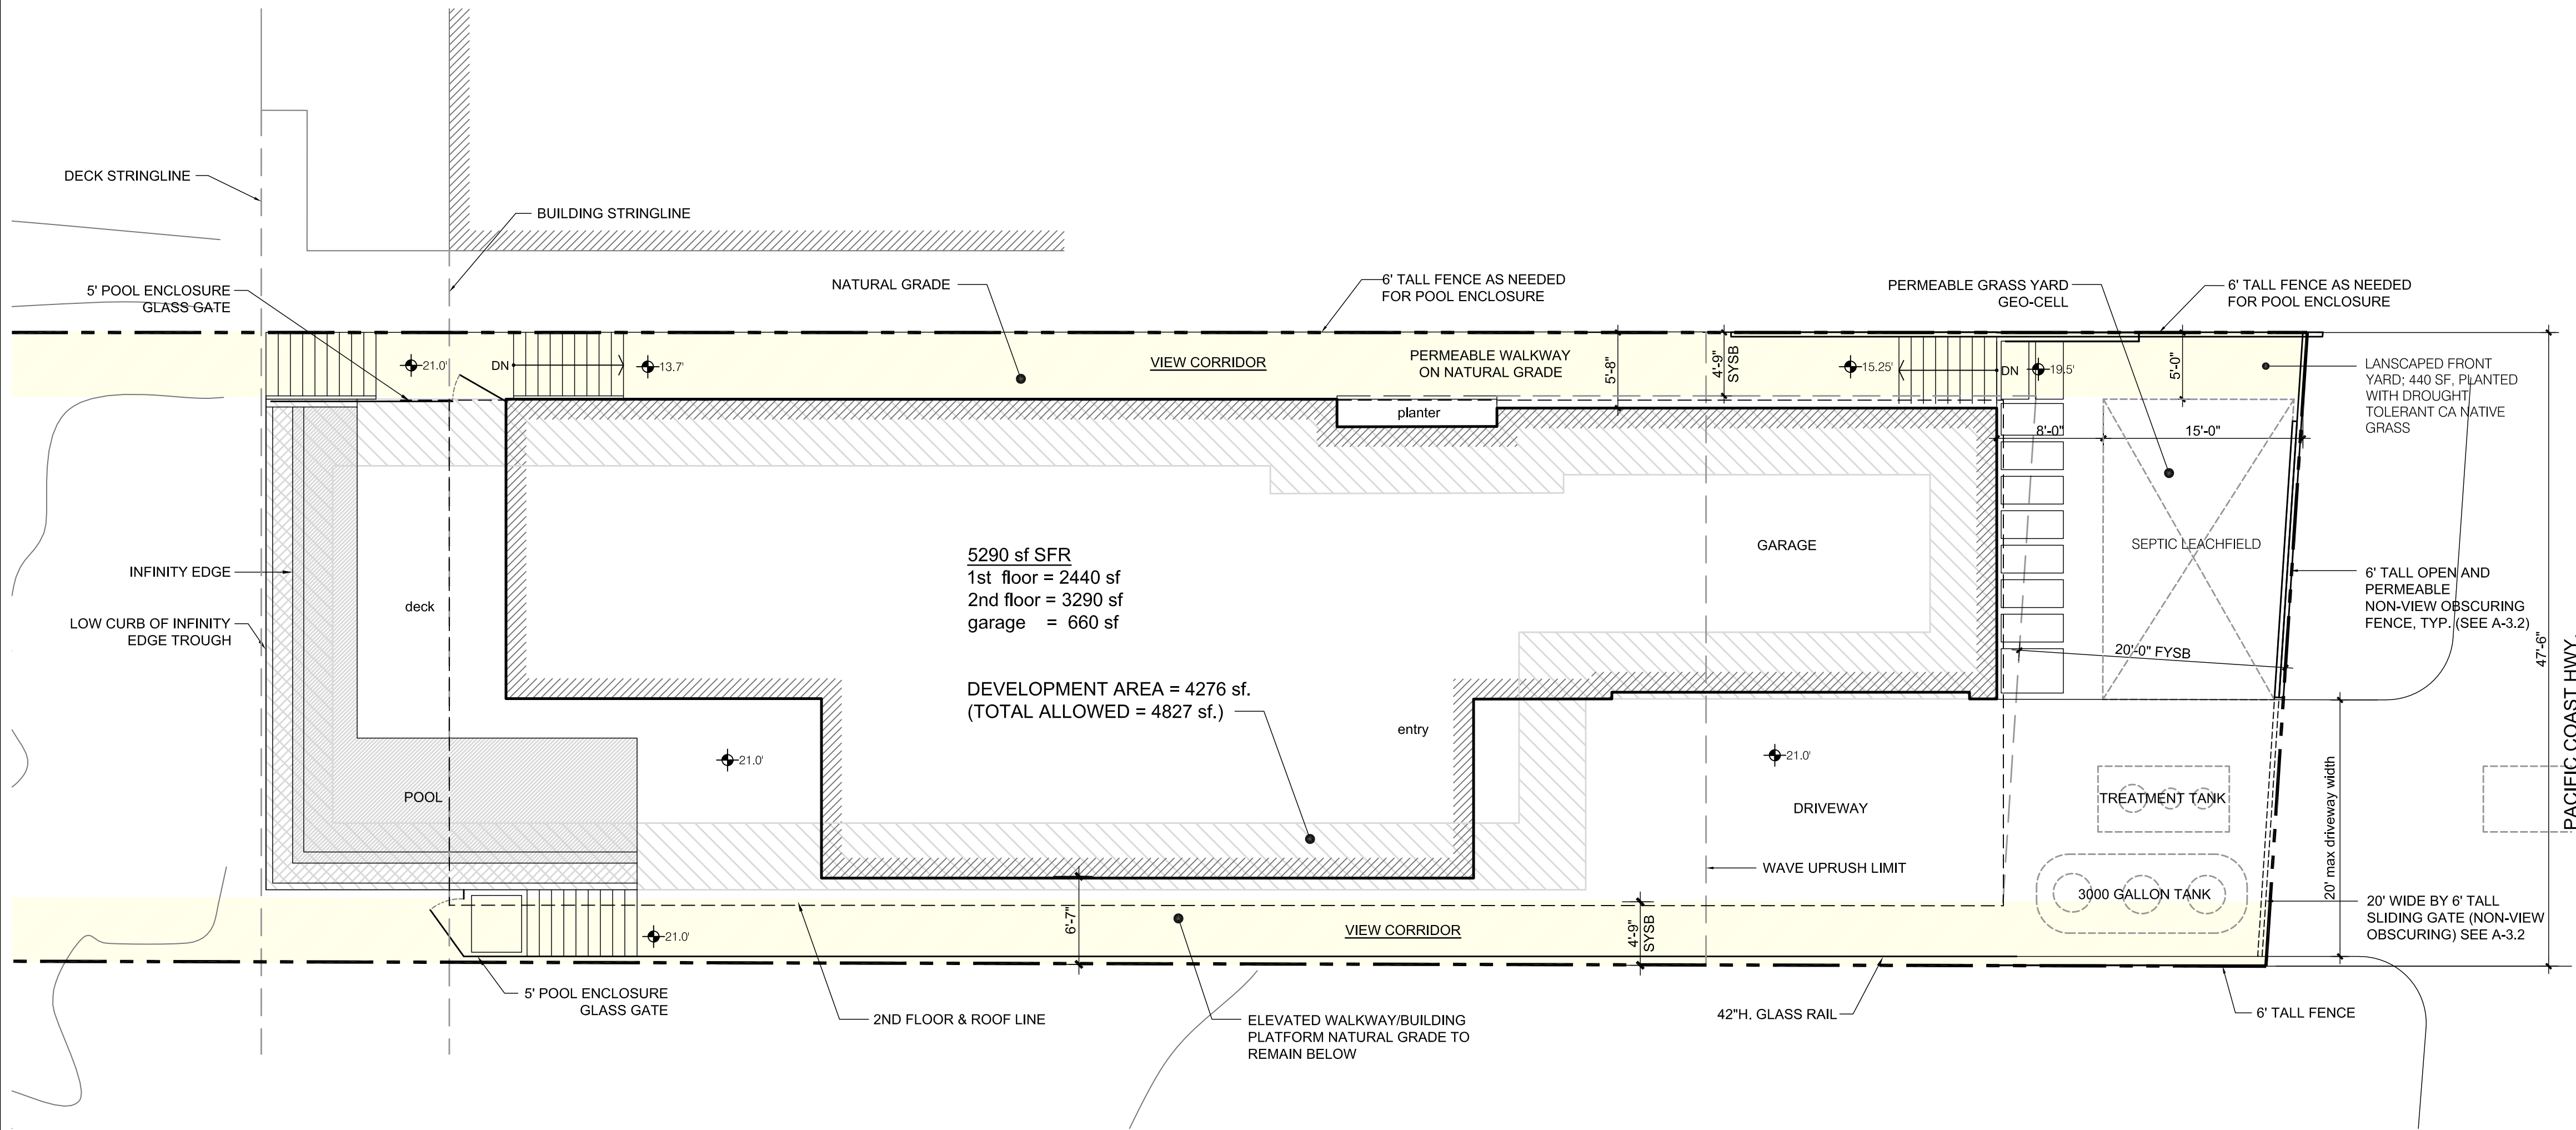 DECK STRINGLINE
BUILDING STRINGLINE
5' POOL ENCLOSURE
GLASS GATE
NATURAL GRADE
6' TALL FENCE AS NEEDED
FOR POOL ENCLOSURE
PERMEABLE GRASS YARD
GEO-CELL
6' TALL FENCE AS NEEDED
FOR POOL ENCLOSURE
21.0'
DN
13.7'
VIEW CORRIDOR
PERMEABLE WALKWAY
ON NATURAL GRADE
5'-8"
4'-9"
SYSB
15.25'
DN
19.5'
5'-0"
LANSCAPED FRONT
YARD; 440 SF, PLANTED
WITH DROUGHT
TOLERANT CA NATIVE
GRASS
planter
8'-0"
15'-0"
GARAGE
SEPTIC LEACHFIELD
INFINITY EDGE
LOW CURB OF INFINITY
EDGE TROUGH
deck
5290 sf SFR
1st floor = 2440 sf
2nd floor = 3290 sf
garage = 660 sf
DEVELOPMENT AREA = 4276 sf.
(TOTAL ALLOWED = 4827 sf.)
6' TALL OPEN AND
PERMEABLE
NON-VIEW OBSCURING
FENCE, TYP. (SEE A-3.2)
20'-0" FYSB
47'-6"
PACIFIC COAST HWY.
entry
21.0'
21.0'
POOL
DRIVEWAY
TREATMENT TANK
20' max driveway width
WAVE UPRUSH LIMIT
3000 GALLON TANK
20' WIDE BY 6' TALL
SLIDING GATE (NON-VIEW
OBSCURING) SEE A-3.2
21.0'
6'-7"
VIEW CORRIDOR
4'-9"
SYSB
5' POOL ENCLOSURE
GLASS GATE
2ND FLOOR & ROOF LINE
ELEVATED WALKWAY/BUILDING
PLATFORM NATURAL GRADE TO
REMAIN BELOW
42"H. GLASS RAIL
6' TALL FENCE